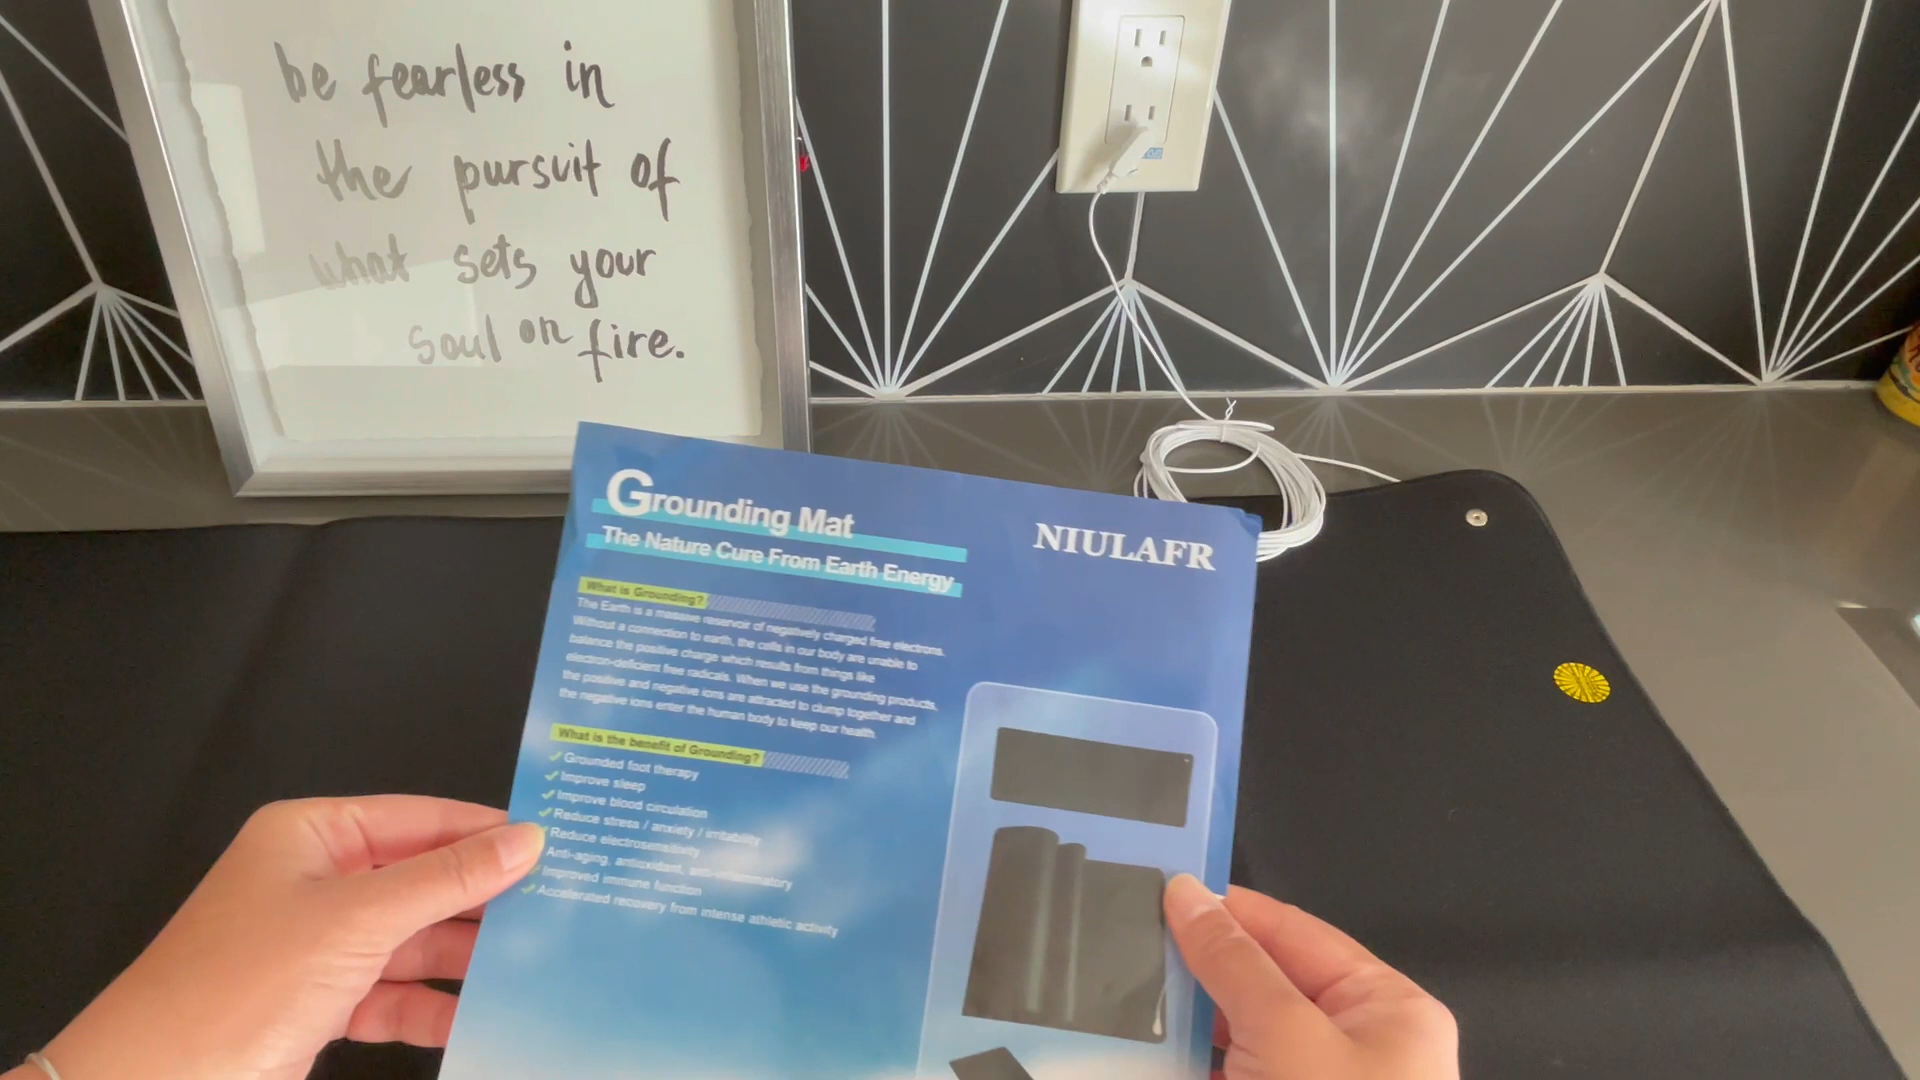 be fearless in
the pursuit of
what sets your
soul on fire.
Grounding Mat
The Nature Cure From Earth Energy
NIULAFR
What is Grounding?
The Earth is a massive reservoir of negatively charged free electrons.
Without a connection to earth, the cells in our body are unable to
balance the positive charge which results from things like
electron-deficient free radicals. When we use the grounding products,
the positive and negative ions are attracted to clump together and
the negative ions enter the human body to keep our health.
What is the benefit of Grounding?
Grounded foot therapy
Improve sleep
Improve blood circulation
Reduce stress / anxiety / irritability
Reduce electrosensitivity
Anti-aging, antioxidant, anti-inflammatory
Improved immune function
Accelerated recovery from intense athletic activity